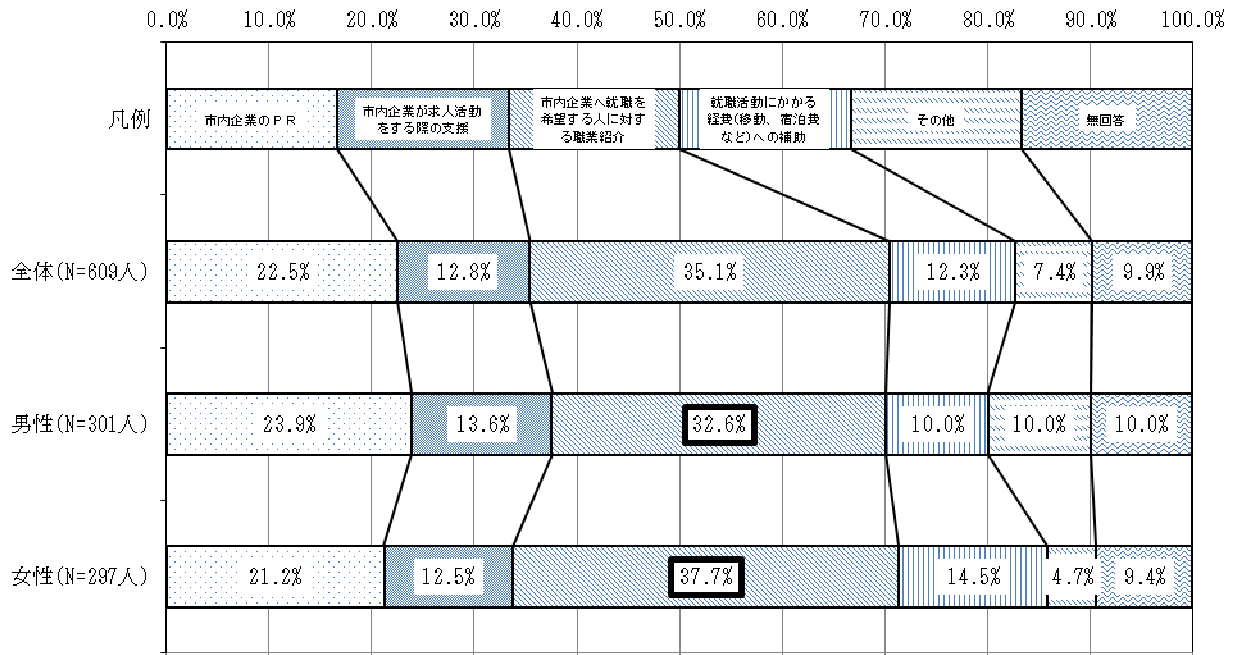 0.0% 10.0% 20.0% 30.0% 40.0% 50.0% 60.0% 70.0% 80.0% 90.0% 100.0%
凡例
市内企業のPR
市内企業が求人活動
をする際の支援
市内企業へ就職を
希望する人に対す
る職業紹介
就職活動にかかる
経費(移動、宿泊費
など)への補助
その他
無回答
全体(N=609人)
22.5% 12.8% 35.1% 12.3% 7.4% 9.9%
男性(N=301人)
23.9% 13.6% 32.6% 10.0% 10.0% 10.0%
女性(N=297人)
21.2% 12.5% 37.7% 14.5% 4.7% 9.4%